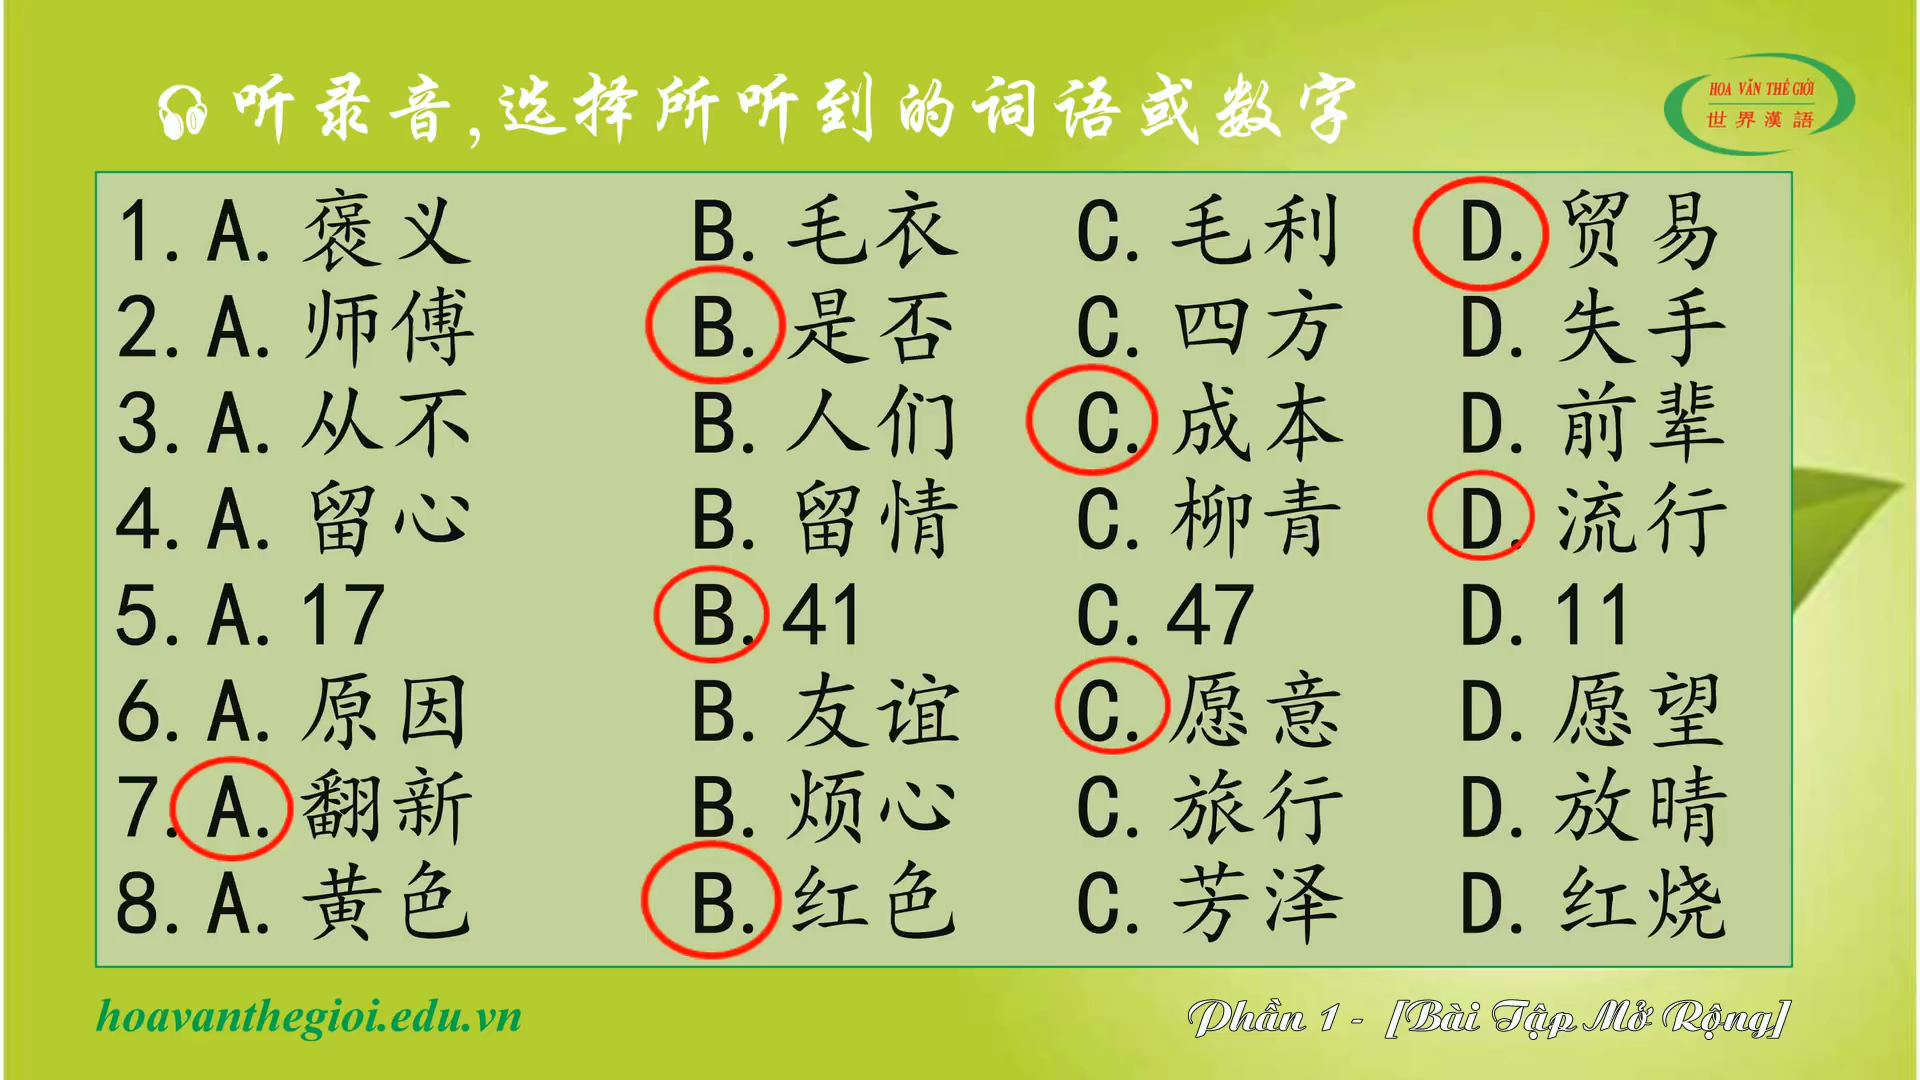 听录音,选择所听到的词语或数字
HOA VĂN THẾ GIỚI
世界漢語
1. A. 褒义 B. 毛衣 C. 毛利 D. 贸易
2. A. 师傅 B. 是否 C. 四方 D. 失手
3. A. 从不 B. 人们 C. 成本 D. 前辈
4. A. 留心 B. 留情 C. 柳青 D. 流行
5. A. 17 B. 41 C. 47 D. 11
6. A. 原因 B. 友谊 C. 愿意 D. 愿望
7. A. 翻新 B. 烦心 C. 旅行 D. 放晴
8. A. 黄色 B. 红色 C. 芳泽 D. 红烧
hoavanthegioi.edu.vn
Phần 1 - [Bài Tập Mở Rộng]